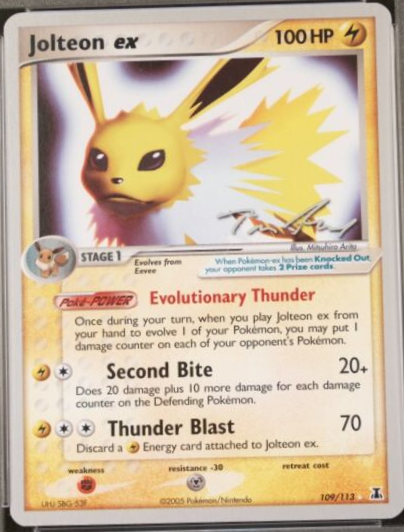 Jolteon ex 100 HP
Illus. Mitsuhiro Arita
STAGE 1
Evolves from
Eevee
When Pokémon-ex has been Knocked Out,
your opponent takes 2 Prize cards.
Poké-POWER Evolutionary Thunder
Once during your turn, when you play Jolteon ex from
your hand to evolve 1 of your Pokémon, you may put 1
damage counter on each of your opponent's Pokémon.
Second Bite 20+
Does 20 damage plus 10 more damage for each damage
counter on the Defending Pokémon.
Thunder Blast 70
Discard a Energy card attached to Jolteon ex.
weakness resistance -30 retreat cost
©2005 Pokémon/Nintendo 109/113